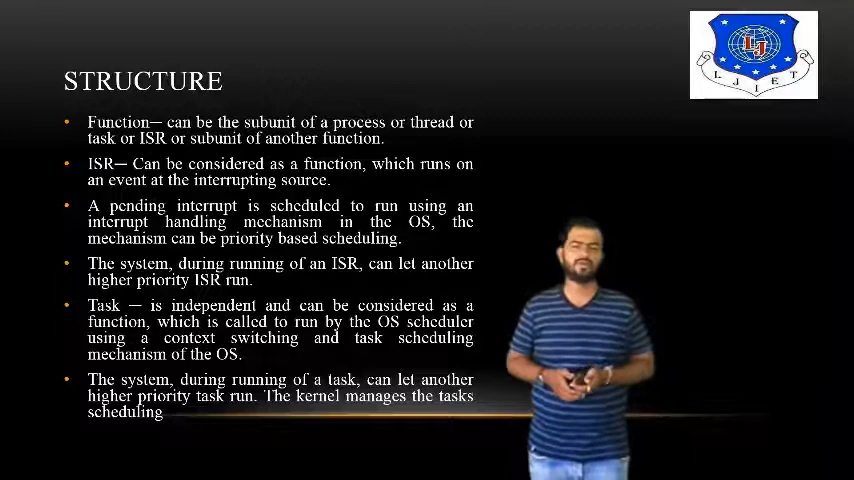 STRUCTURE
• Function— can be the subunit of a process or thread or
task or ISR or subunit of another function.
• ISR— Can be considered as a function, which runs on
an event at the interrupting source.
• A pending interrupt is scheduled to run using an
interrupt handling mechanism in the OS, the
mechanism can be priority based scheduling.
• The system, during running of an ISR, can let another
higher priority ISR run.
• Task — is independent and can be considered as a
function, which is called to run by the OS scheduler
using a context switching and task scheduling
mechanism of the OS.
• The system, during running of a task, can let another
higher priority task run. The kernel manages the tasks
scheduling
LJ
L J I E T